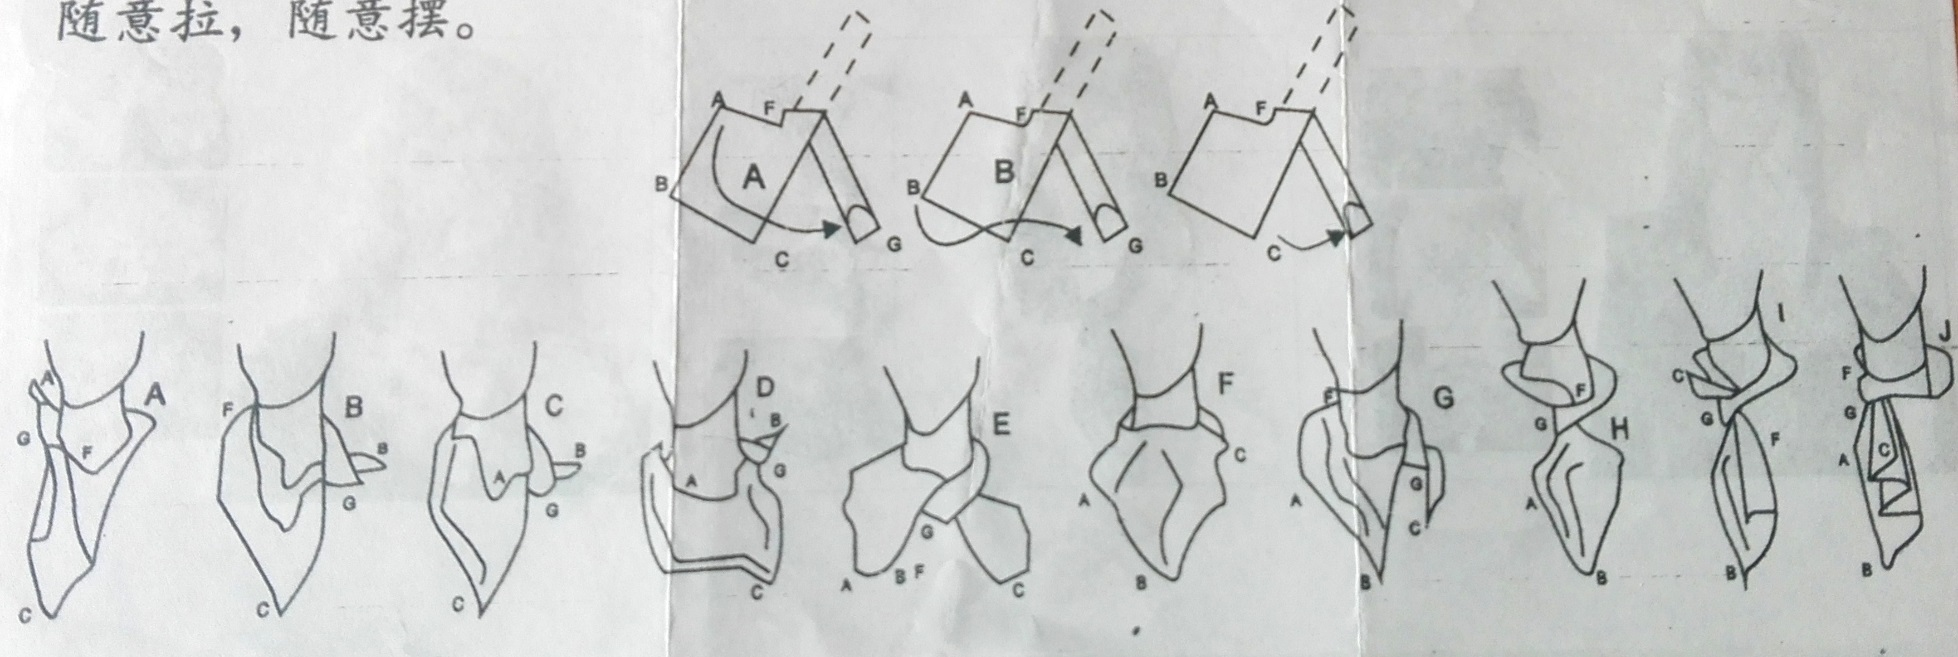 随意拉，随意摆。
A F B A C G
A F B B C G
A F B C
A A G F C
F B B G C
C B A G C
D B A G C
E G A B F C
F C A B
F G G A C B
F G H A B
I C G F B
J F G C A B